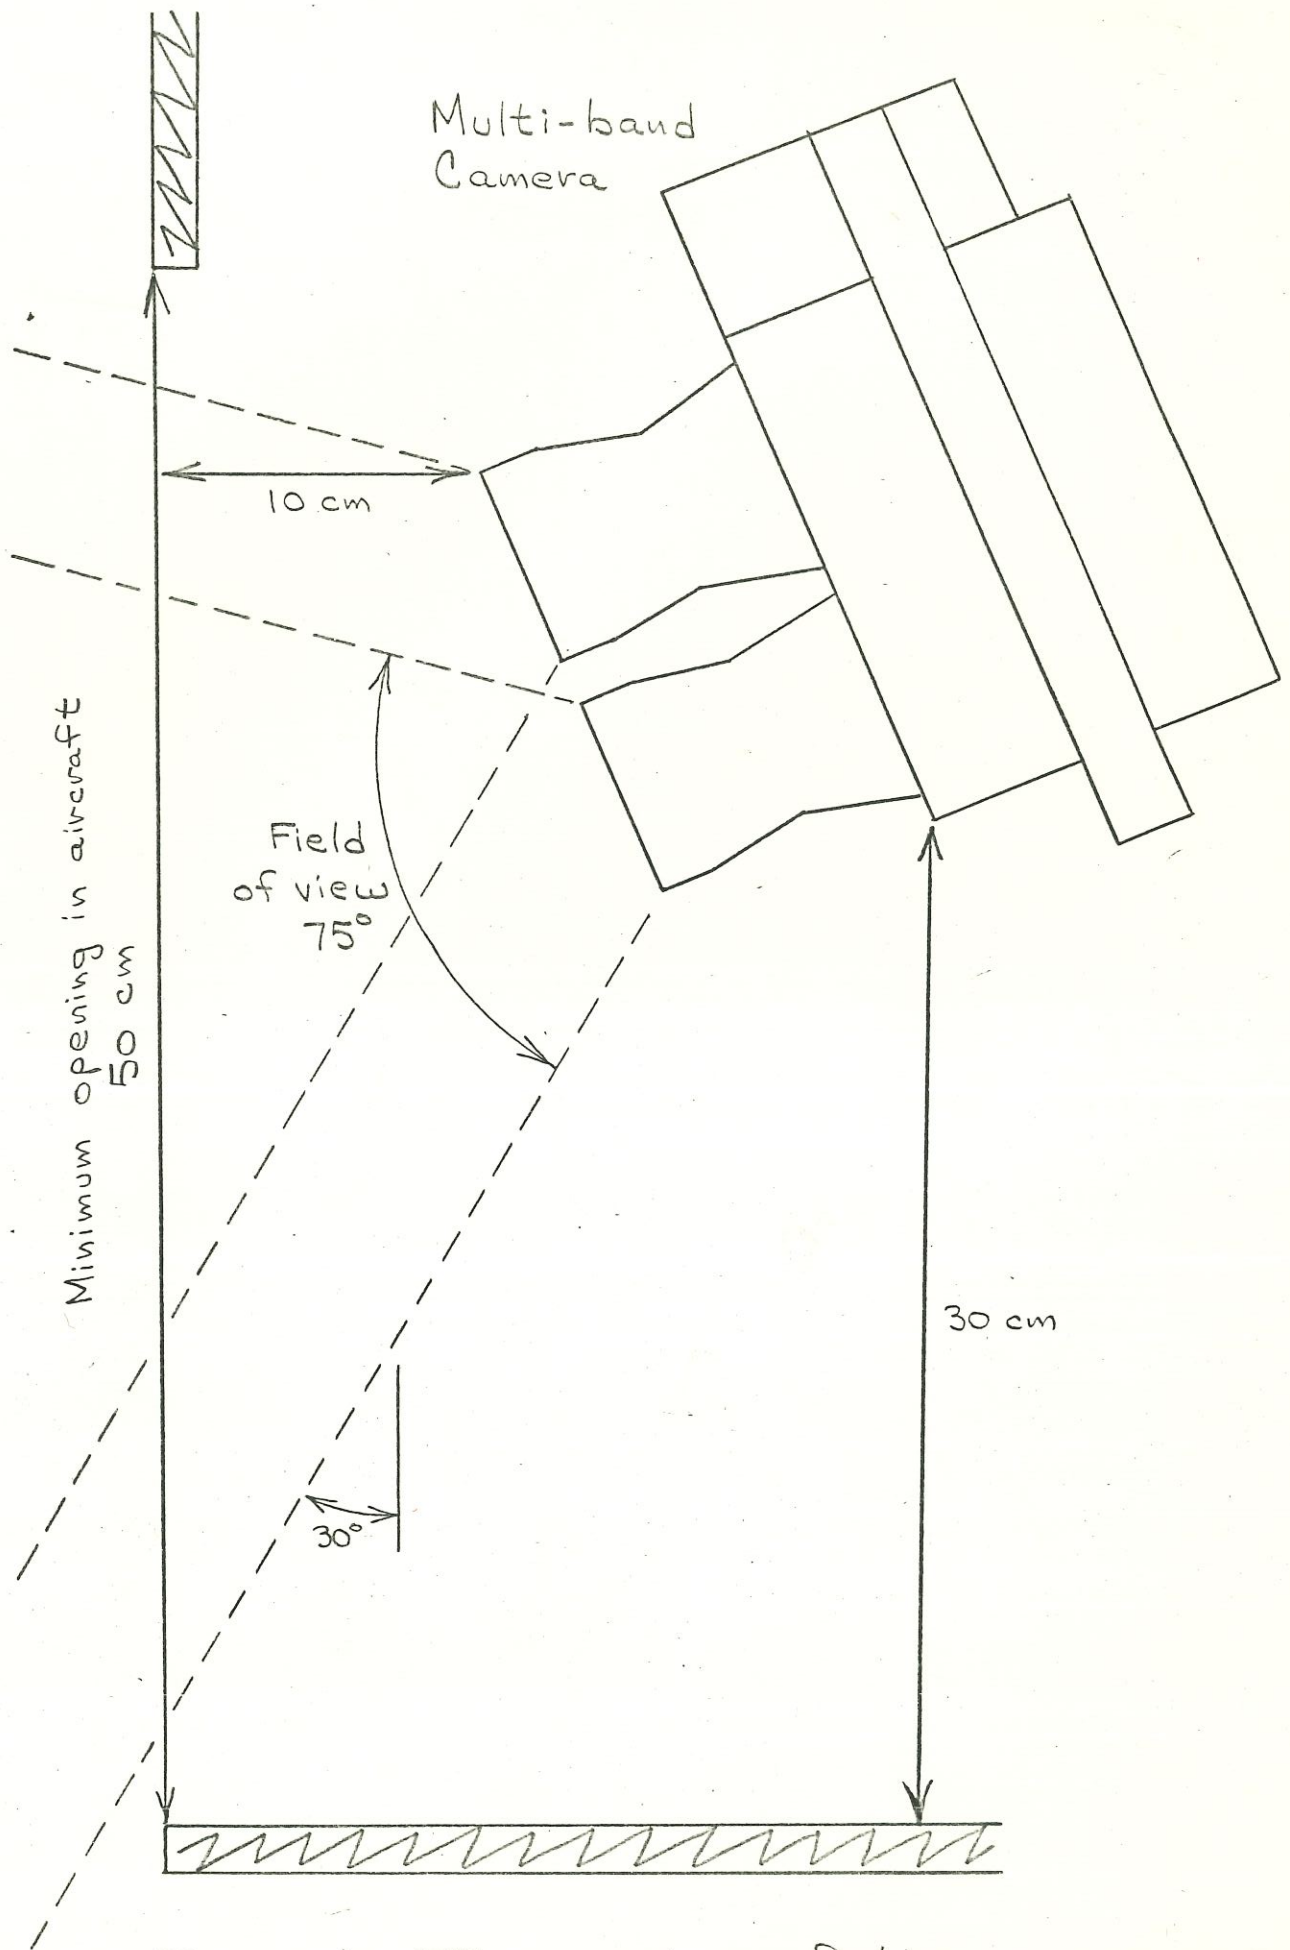 Multi-band
Camera
10 cm
Minimum opening in aircraft
50 cm
Field
of view
75°
30 cm
30°